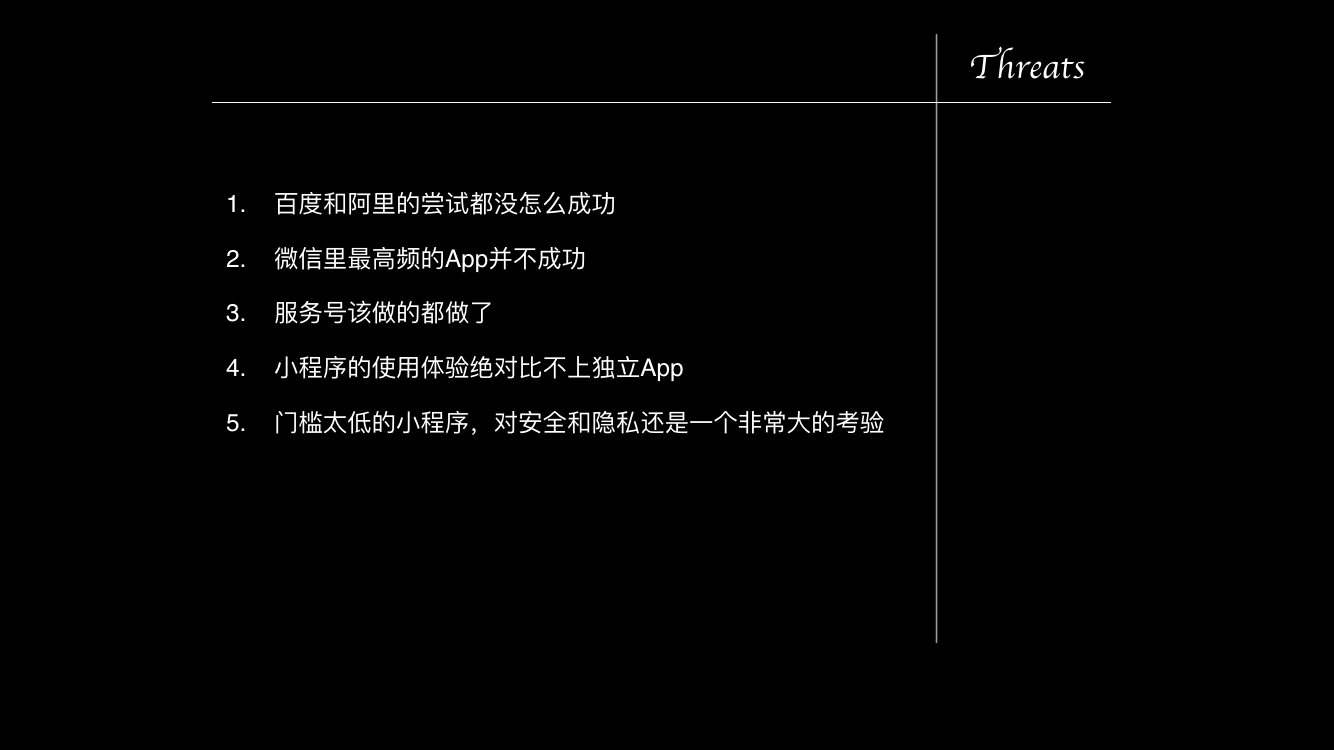 Threats
1. 百度和阿里的尝试都没怎么成功
2. 微信里最高频的App并不成功
3. 服务号该做的都做了
4. 小程序的使用体验绝对比不上独立App
5. 门槛太低的小程序，对安全和隐私还是一个非常大的考验